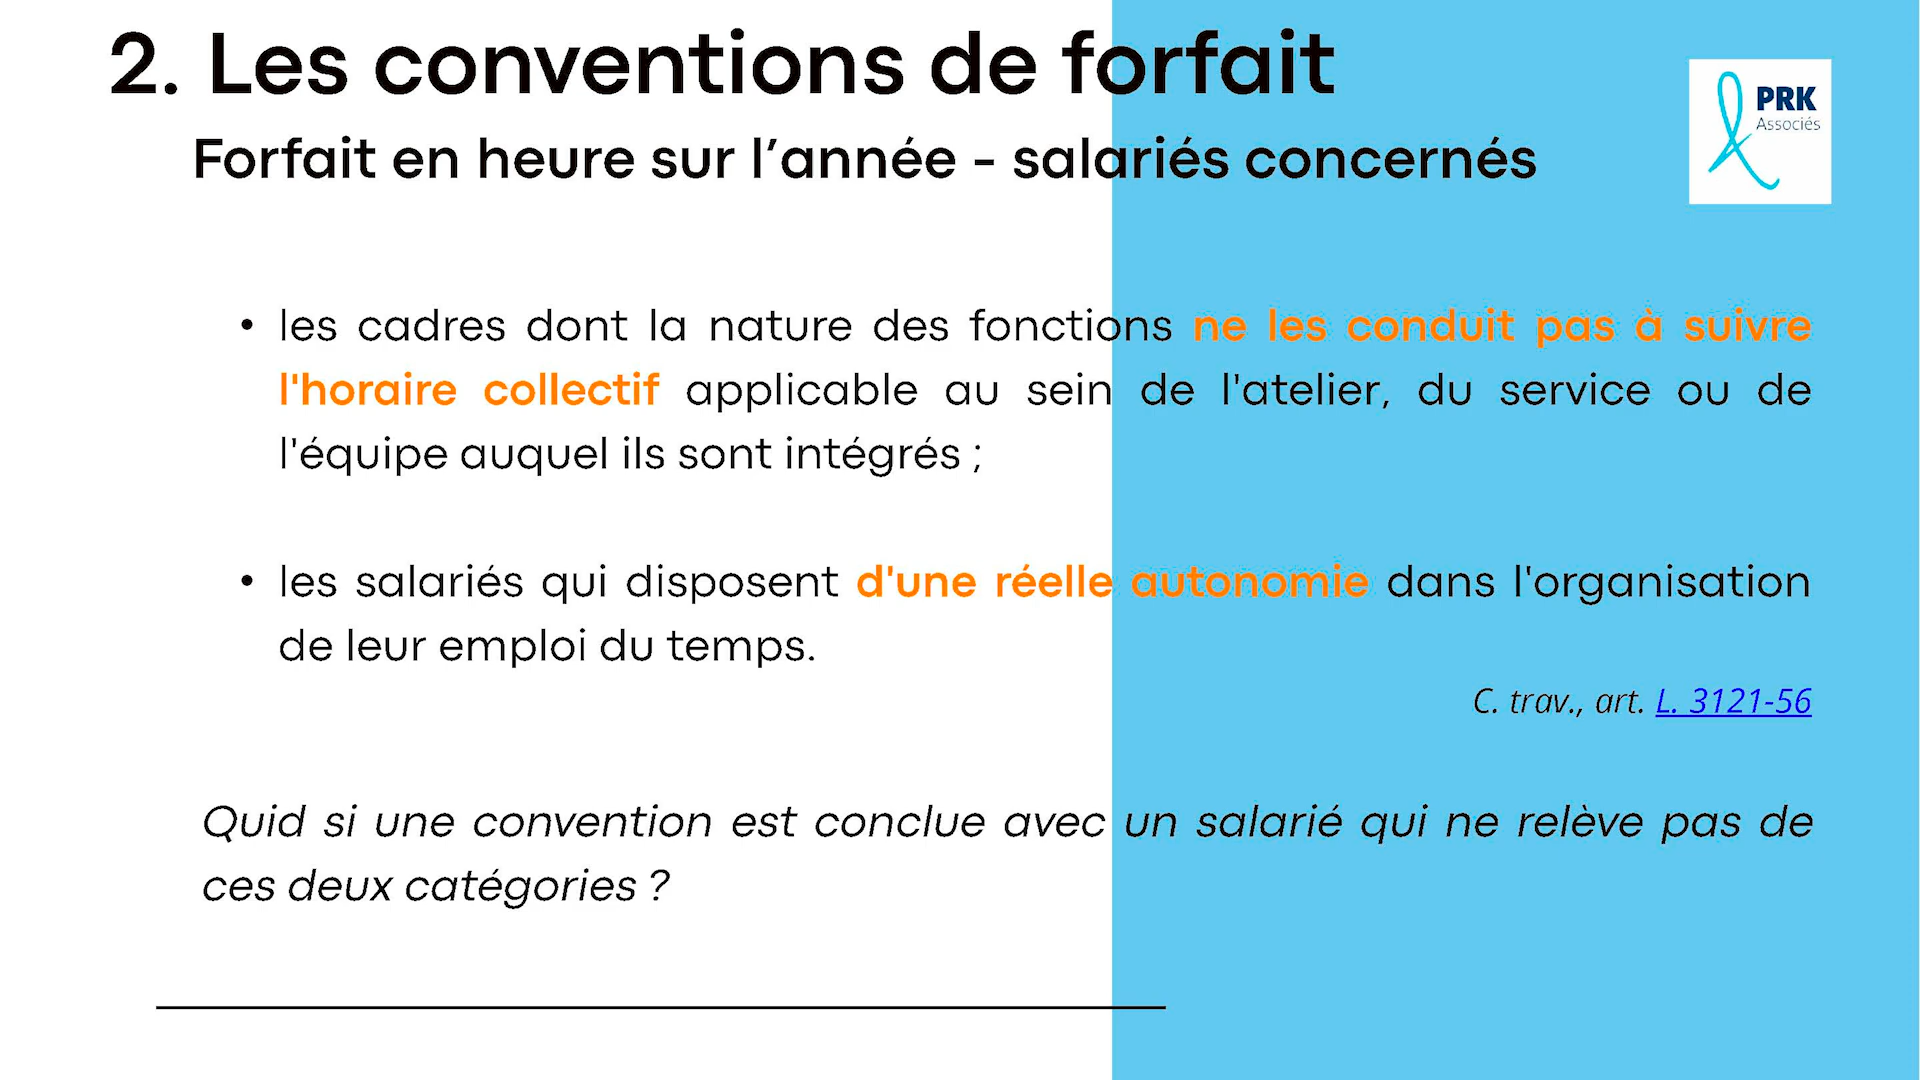 2. Les conventions de forfait
Forfait en heure sur l’année - salariés concernés
PRK
Associés
• les cadres dont la nature des fonctions ne les conduit pas à suivre
l'horaire collectif applicable au sein de l'atelier, du service ou de
l'équipe auquel ils sont intégrés ;
• les salariés qui disposent d'une réelle autonomie dans l'organisation
de leur emploi du temps.
C. trav., art. L. 3121-56
Quid si une convention est conclue avec un salarié qui ne relève pas de
ces deux catégories ?